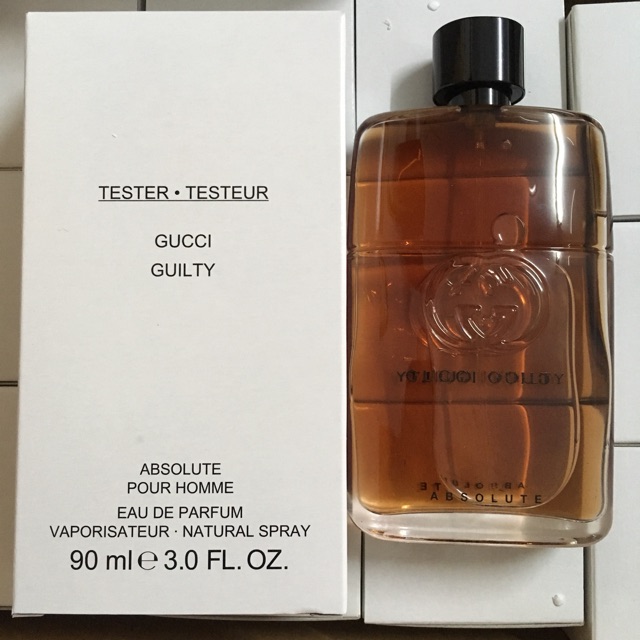 TESTER • TESTEUR
GUCCI
GUILTY
ABSOLUTE
POUR HOMME
EAU DE PARFUM
VAPORISATEUR · NATURAL SPRAY
90 ml ℮ 3.0 FL. OZ.
ABSOLUTE